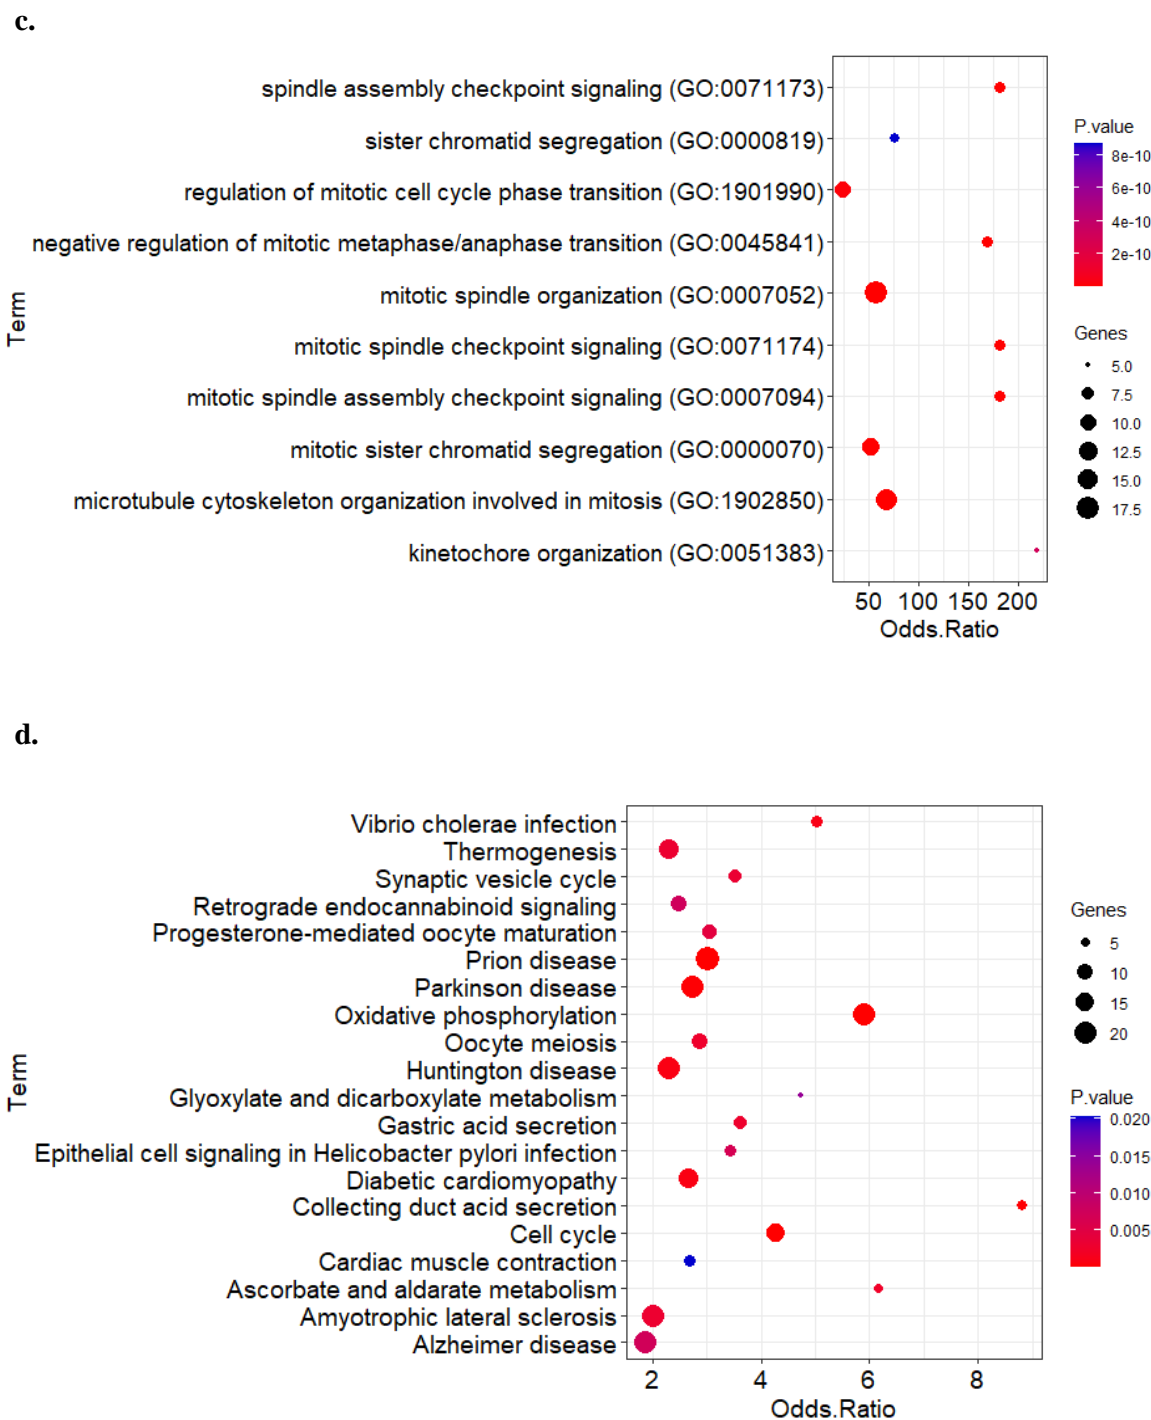 c.
spindle assembly checkpoint signaling (GO:0071173)
sister chromatid segregation (GO:0000819)
regulation of mitotic cell cycle phase transition (GO:1901990)
negative regulation of mitotic metaphase/anaphase transition (GO:0045841)
mitotic spindle organization (GO:0007052)
mitotic spindle checkpoint signaling (GO:0071174)
mitotic spindle assembly checkpoint signaling (GO:0007094)
mitotic sister chromatid segregation (GO:0000070)
microtubule cytoskeleton organization involved in mitosis (GO:1902850)
kinetochore organization (GO:0051383)
Term
50 100 150 200
Odds.Ratio
P.value
8e-10
6e-10
4e-10
2e-10
Genes
5.0
7.5
10.0
12.5
15.0
17.5
d.
Vibrio cholerae infection
Thermogenesis
Synaptic vesicle cycle
Retrograde endocannabinoid signaling
Progesterone-mediated oocyte maturation
Prion disease
Parkinson disease
Oxidative phosphorylation
Oocyte meiosis
Huntington disease
Glyoxylate and dicarboxylate metabolism
Gastric acid secretion
Epithelial cell signaling in Helicobacter pylori infection
Diabetic cardiomyopathy
Collecting duct acid secretion
Cell cycle
Cardiac muscle contraction
Ascorbate and aldarate metabolism
Amyotrophic lateral sclerosis
Alzheimer disease
Term
2 4 6 8
Odds.Ratio
Genes
5
10
15
20
P.value
0.020
0.015
0.010
0.005